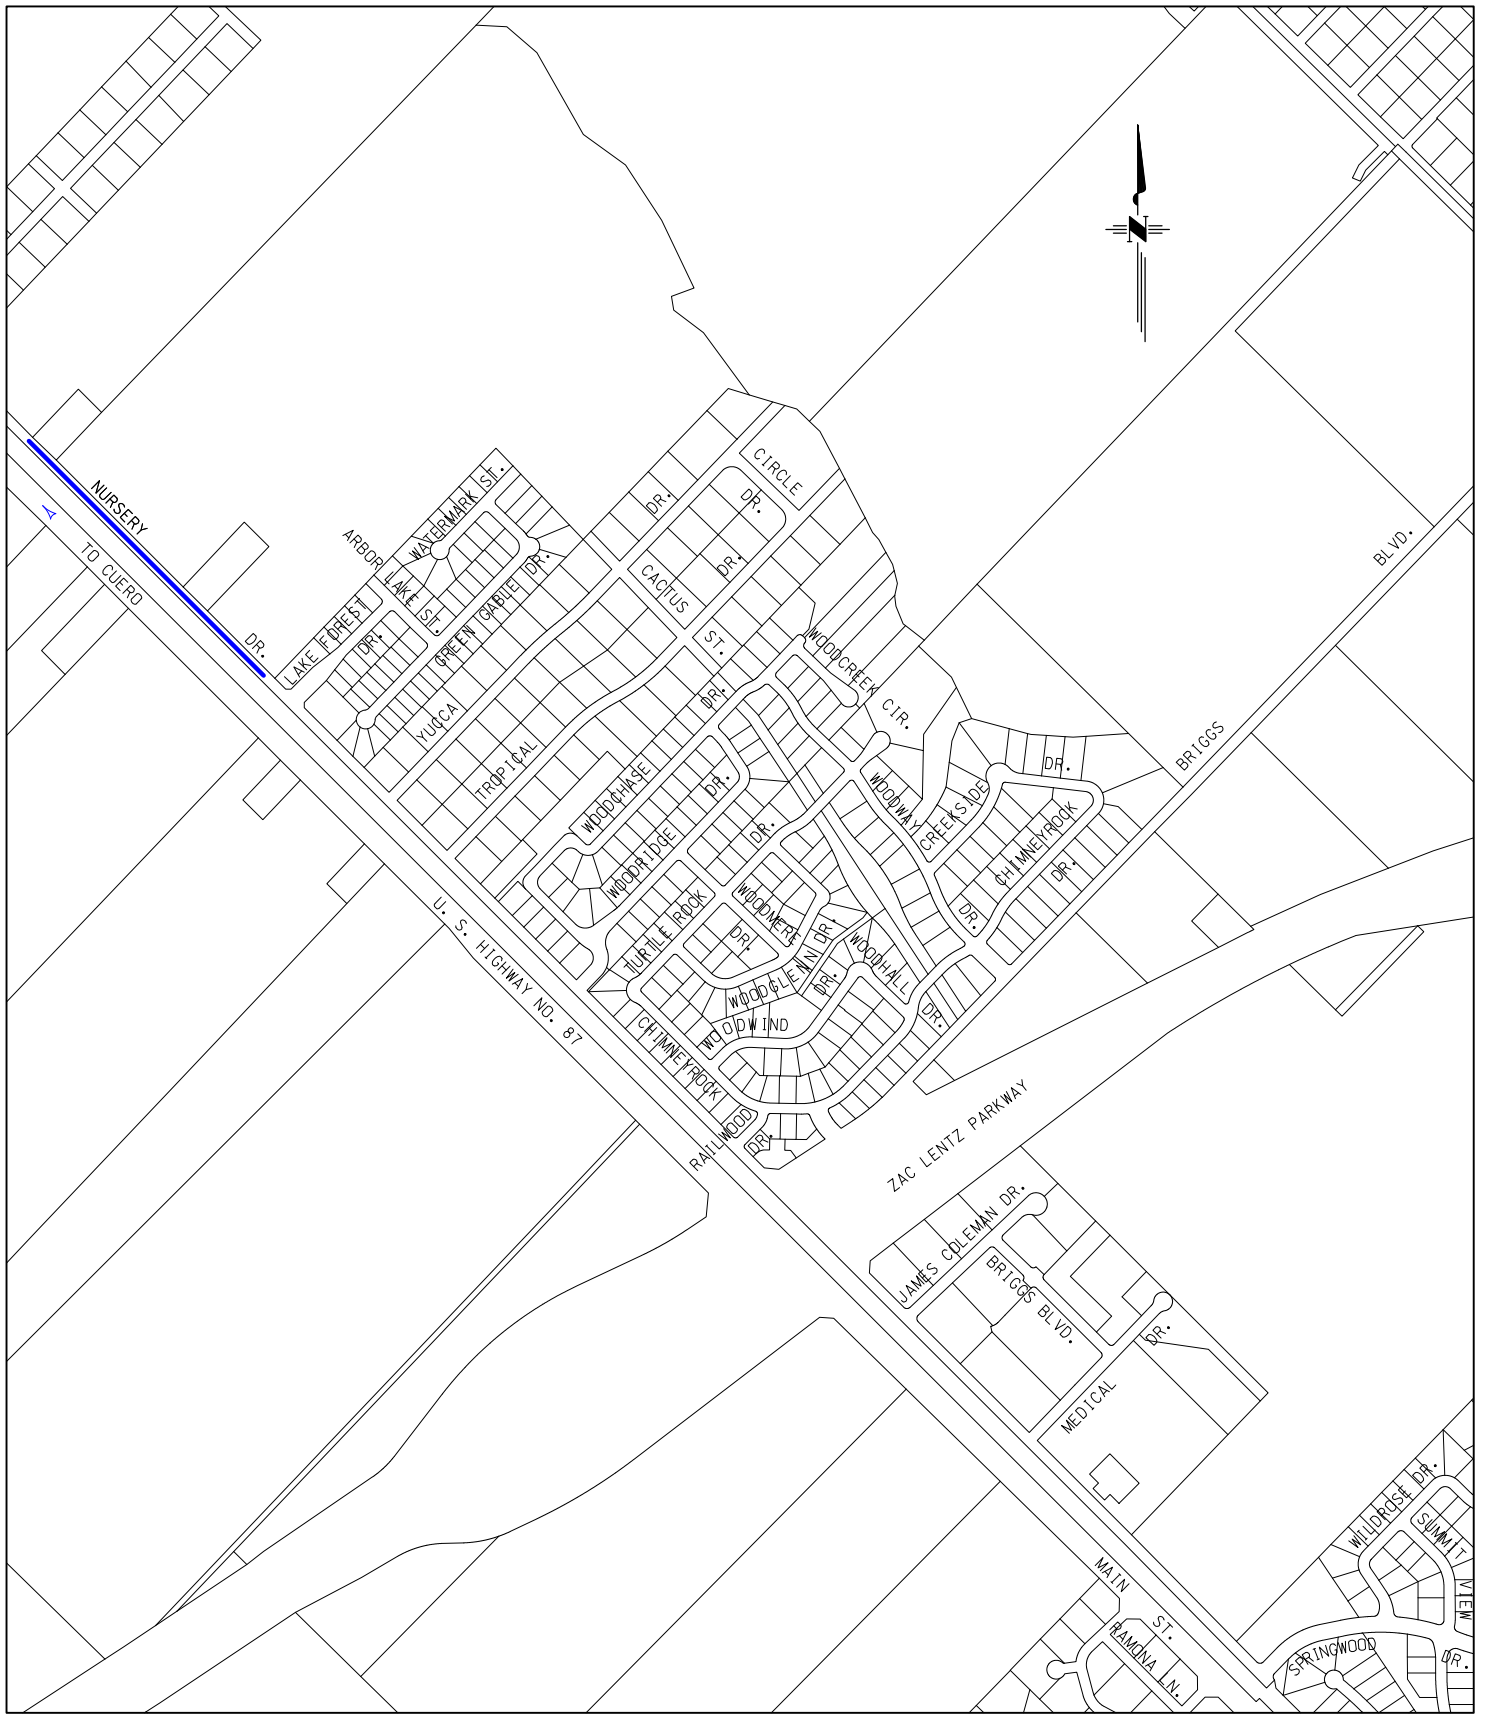 N
NURSERY
DR.
TO CUERO
U. S. HIGHWAY NO. 87
WATERMARK ST.
ARBOR LAKE ST.
LAKE FOREST
DR.
GREEN GABLE DR.
YUCCA
DR.
CIRCLE
DR.
CACTUS
ST.
TROPICAL
DR.
WOODCHASE
DR.
WOODCREEK CIR.
WOODRIDGE
DR.
WOODWAY
DR.
CREEKSIDE
DR.
CHIMNEYROCK
DR.
BRIGGS
BLVD.
TURTLE ROCK
DR.
WOODMERE
DR.
WOODGLENN DR.
WOODHALL
DR.
WOODWIND
DR.
CHIMNEYROCK
RAILWOOD
DR.
ZAC LENTZ PARKWAY
JAMES COLEMAN DR.
BRIGGS BLVD.
MEDICAL
DR.
MAIN
ST.
RAMONA LN.
WILDROSE DR.
SUMMIT
VIEW
SPRINGWOOD
DR.